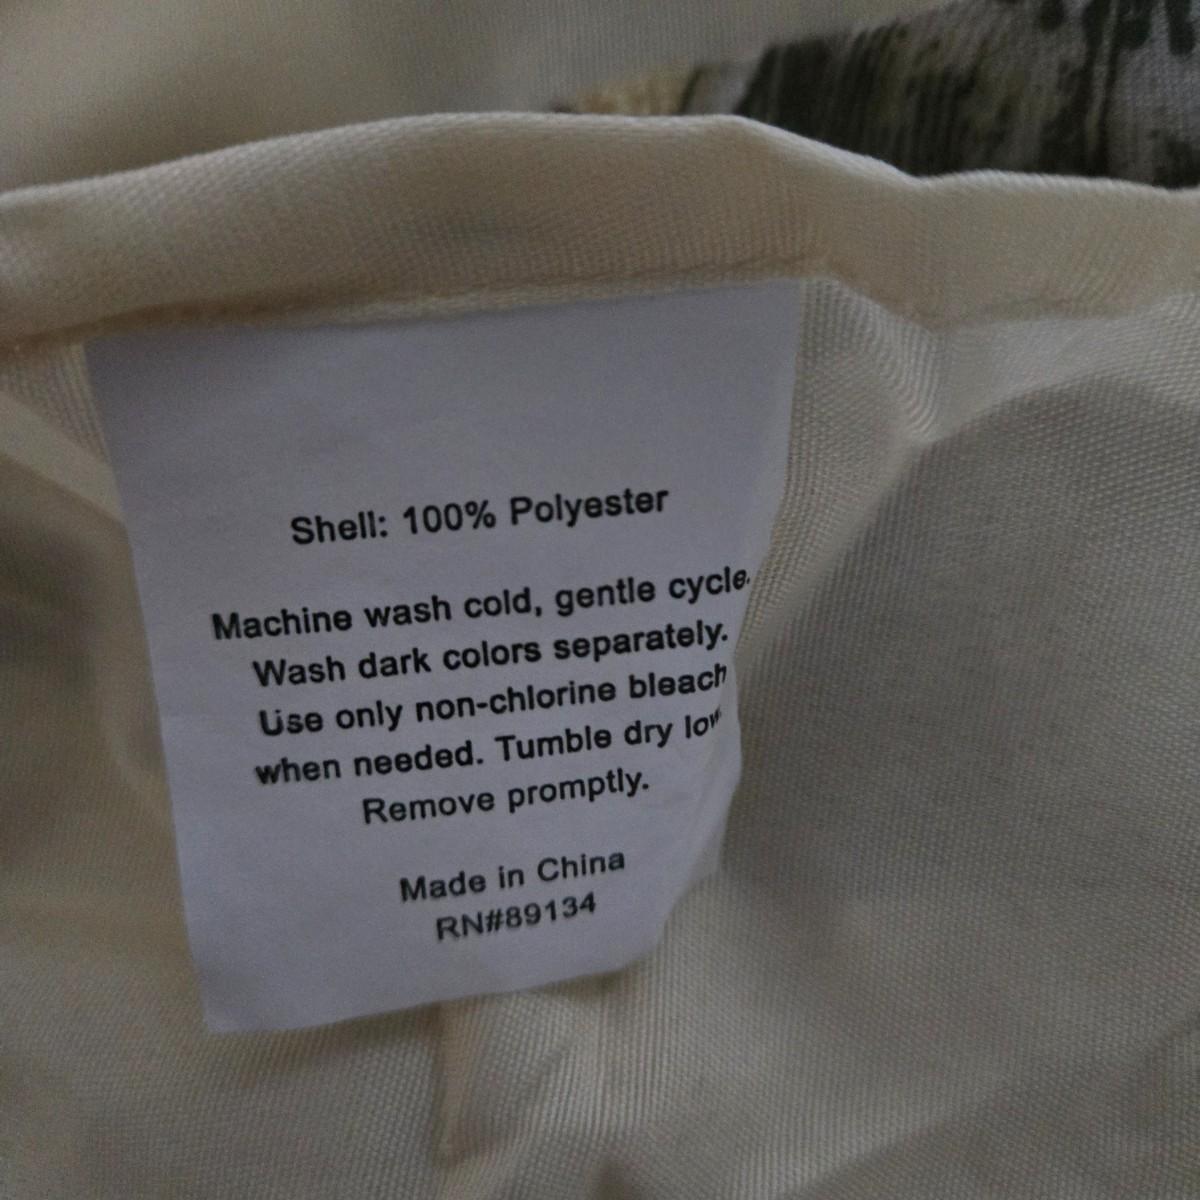 Shell: 100% Polyester
Machine wash cold, gentle cycle.
Wash dark colors separately.
Use only non-chlorine bleach
when needed. Tumble dry low.
Remove promptly.
Made in China
RN#89134